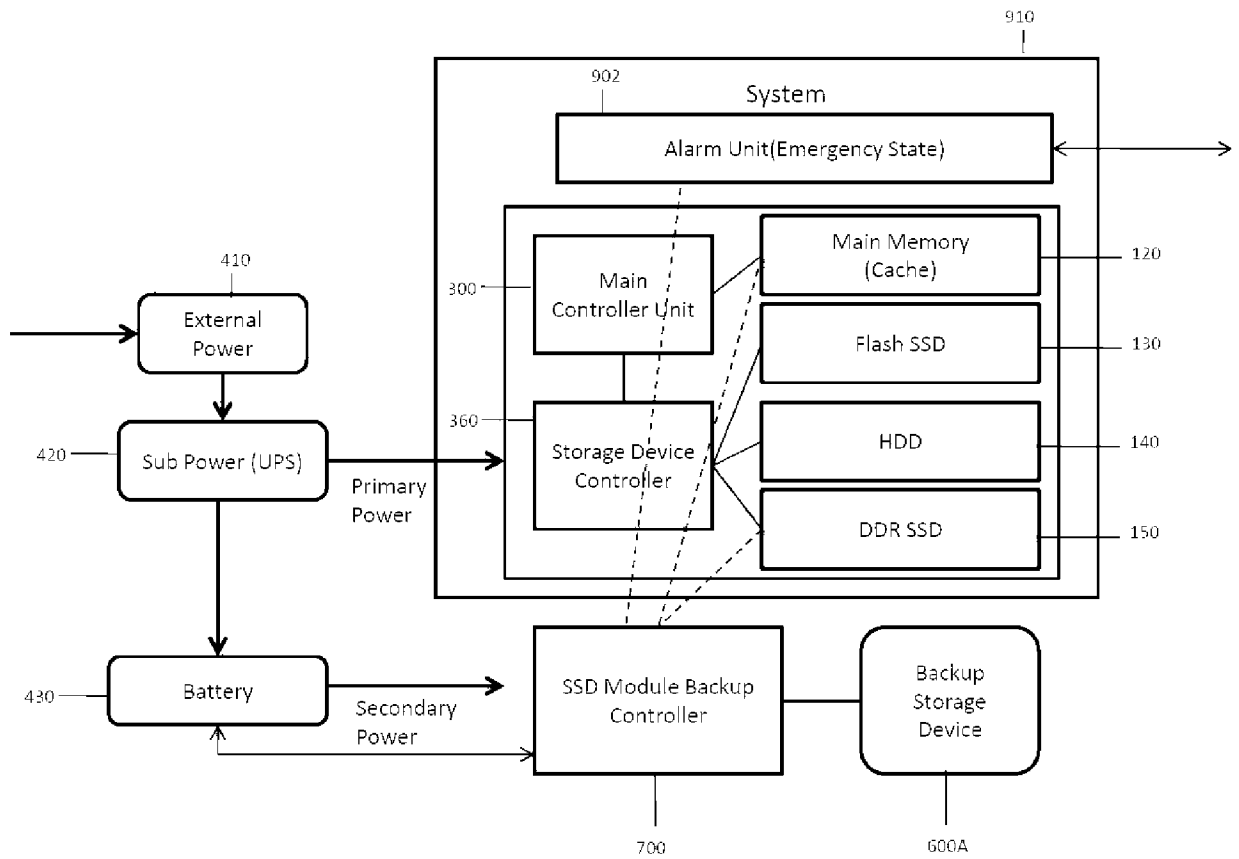 910
902
System
Alarm Unit(Emergency State)
410
External
Power
300
Main
Controller Unit
Main Memory
(Cache)
120
Flash SSD
130
360
Storage Device
Controller
HDD
140
DDR SSD
150
420
Sub Power (UPS)
Primary
Power
430
Battery
Secondary
Power
SSD Module Backup
Controller
Backup
Storage
Device
700
600A